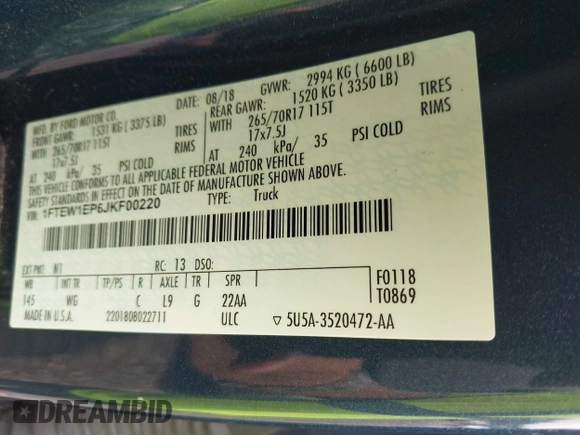 MFD. BY FORD MOTOR CO.
DATE: 08/18 GVWR: 2994 KG ( 6600 LB)
FRONT GAWR: 1531 KG ( 3375 LB) REAR GAWR: 1520 KG ( 3350 LB)
WITH 265/70R17 115T TIRES WITH 265/70R17 115T TIRES
17x7.5J RIMS 17x7.5J RIMS
AT 240 kPa/ 35 PSI COLD AT 240 kPa/ 35 PSI COLD
THIS VEHICLE CONFORMS TO ALL APPLICABLE FEDERAL MOTOR VEHICLE
SAFETY STANDARDS IN EFFECT ON THE DATE OF MANUFACTURE SHOWN ABOVE.
VIN: 1FTEW1EP6JKF00220 TYPE: Truck
EXT PNT: N1 RC: 13 DSO:
WB INT TR TP/PS R AXLE TR SPR
145 WG C L9 G 22AA
F0118
T0869
MADE IN U.S.A. 2201808022711 ULC ▽ 5U5A-3520472-AA
DREAMBID